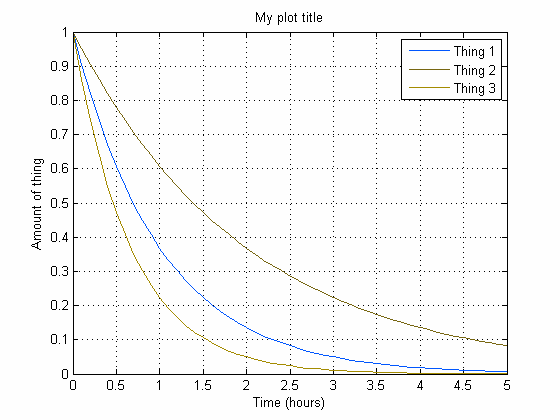 My plot title
1
0.9
0.8
0.7
0.6
0.5
0.4
0.3
0.2
0.1
0
Amount of thing
Thing 1
Thing 2
Thing 3
0 0.5 1 1.5 2 2.5 3 3.5 4 4.5 5
Time (hours)